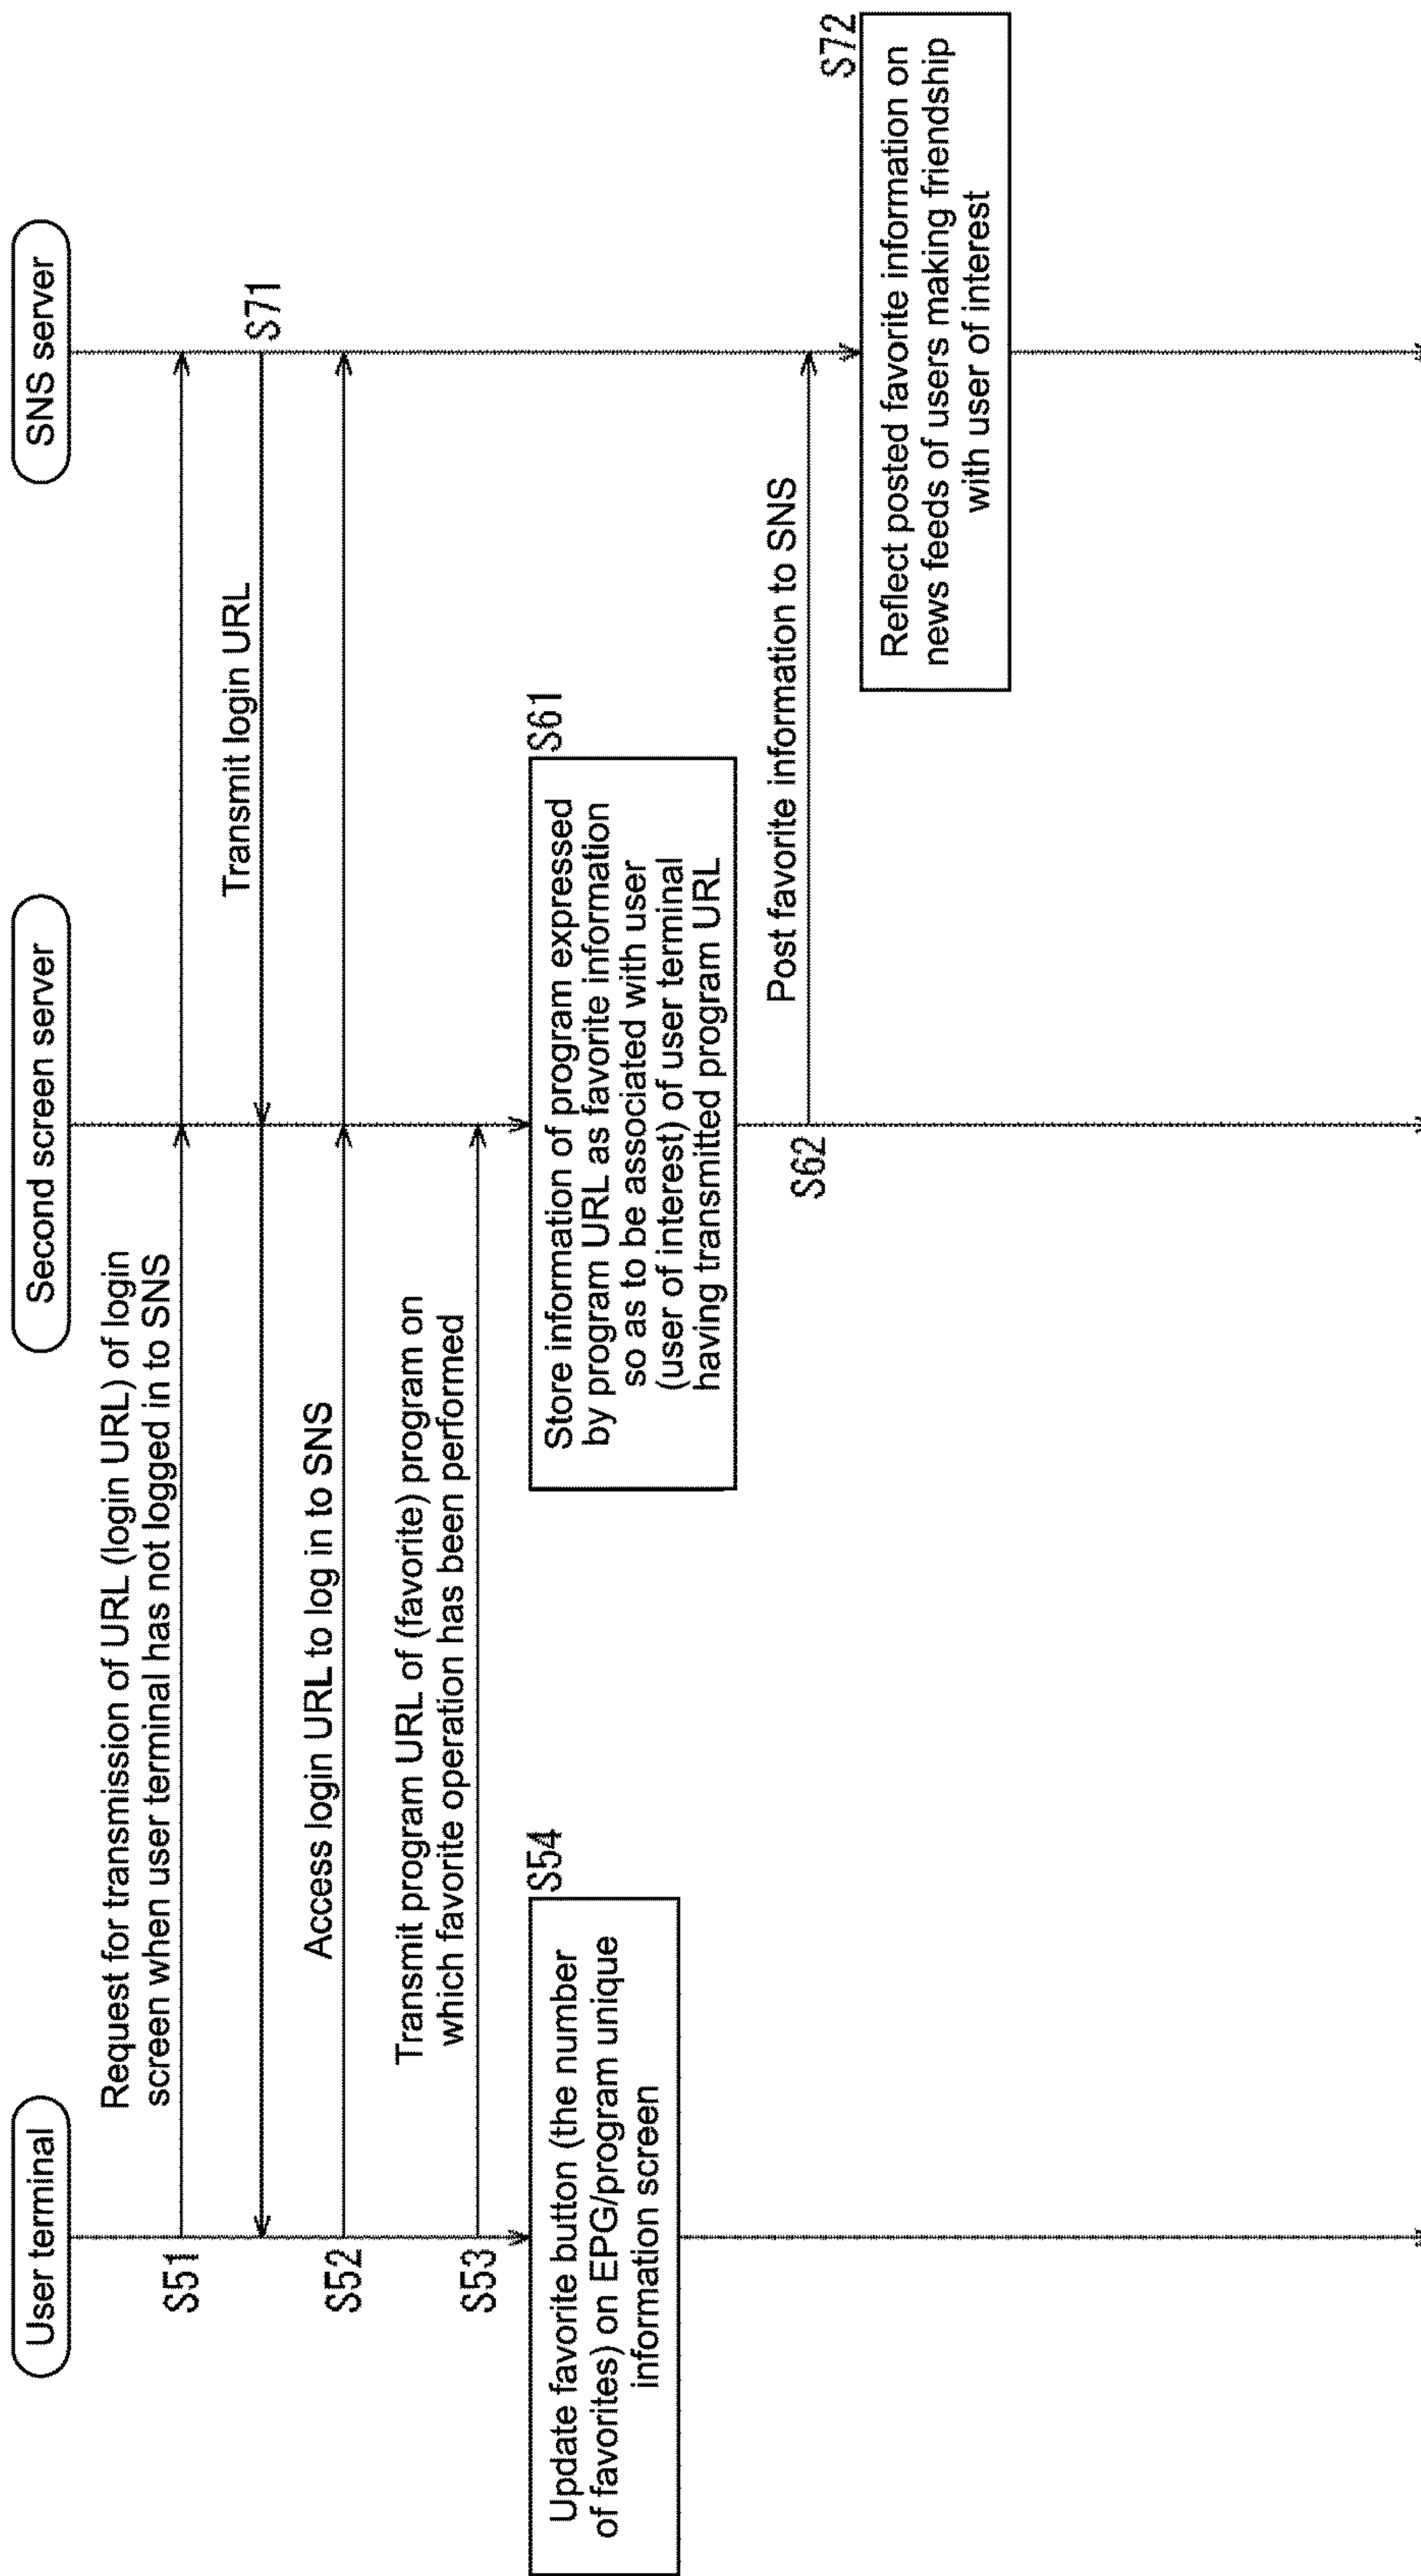 User terminal
Second screen server
SNS server
Request for transmission of URL (login URL) of login
screen when user terminal has not logged in to SNS
S51
Transmit login URL
S71
Access login URL to log in to SNS
S52
Transmit program URL of (favorite) program on
which favorite operation has been performed
S53
S54
Update favorite button (the number
of favorites) on EPG/program unique
information screen
S61
Store information of program expressed
by program URL as favorite information
so as to be associated with user
(user of interest) of user terminal
having transmitted program URL
Post favorite information to SNS
S62
S72
Reflect posted favorite information on
news feeds of users making friendship
with user of interest